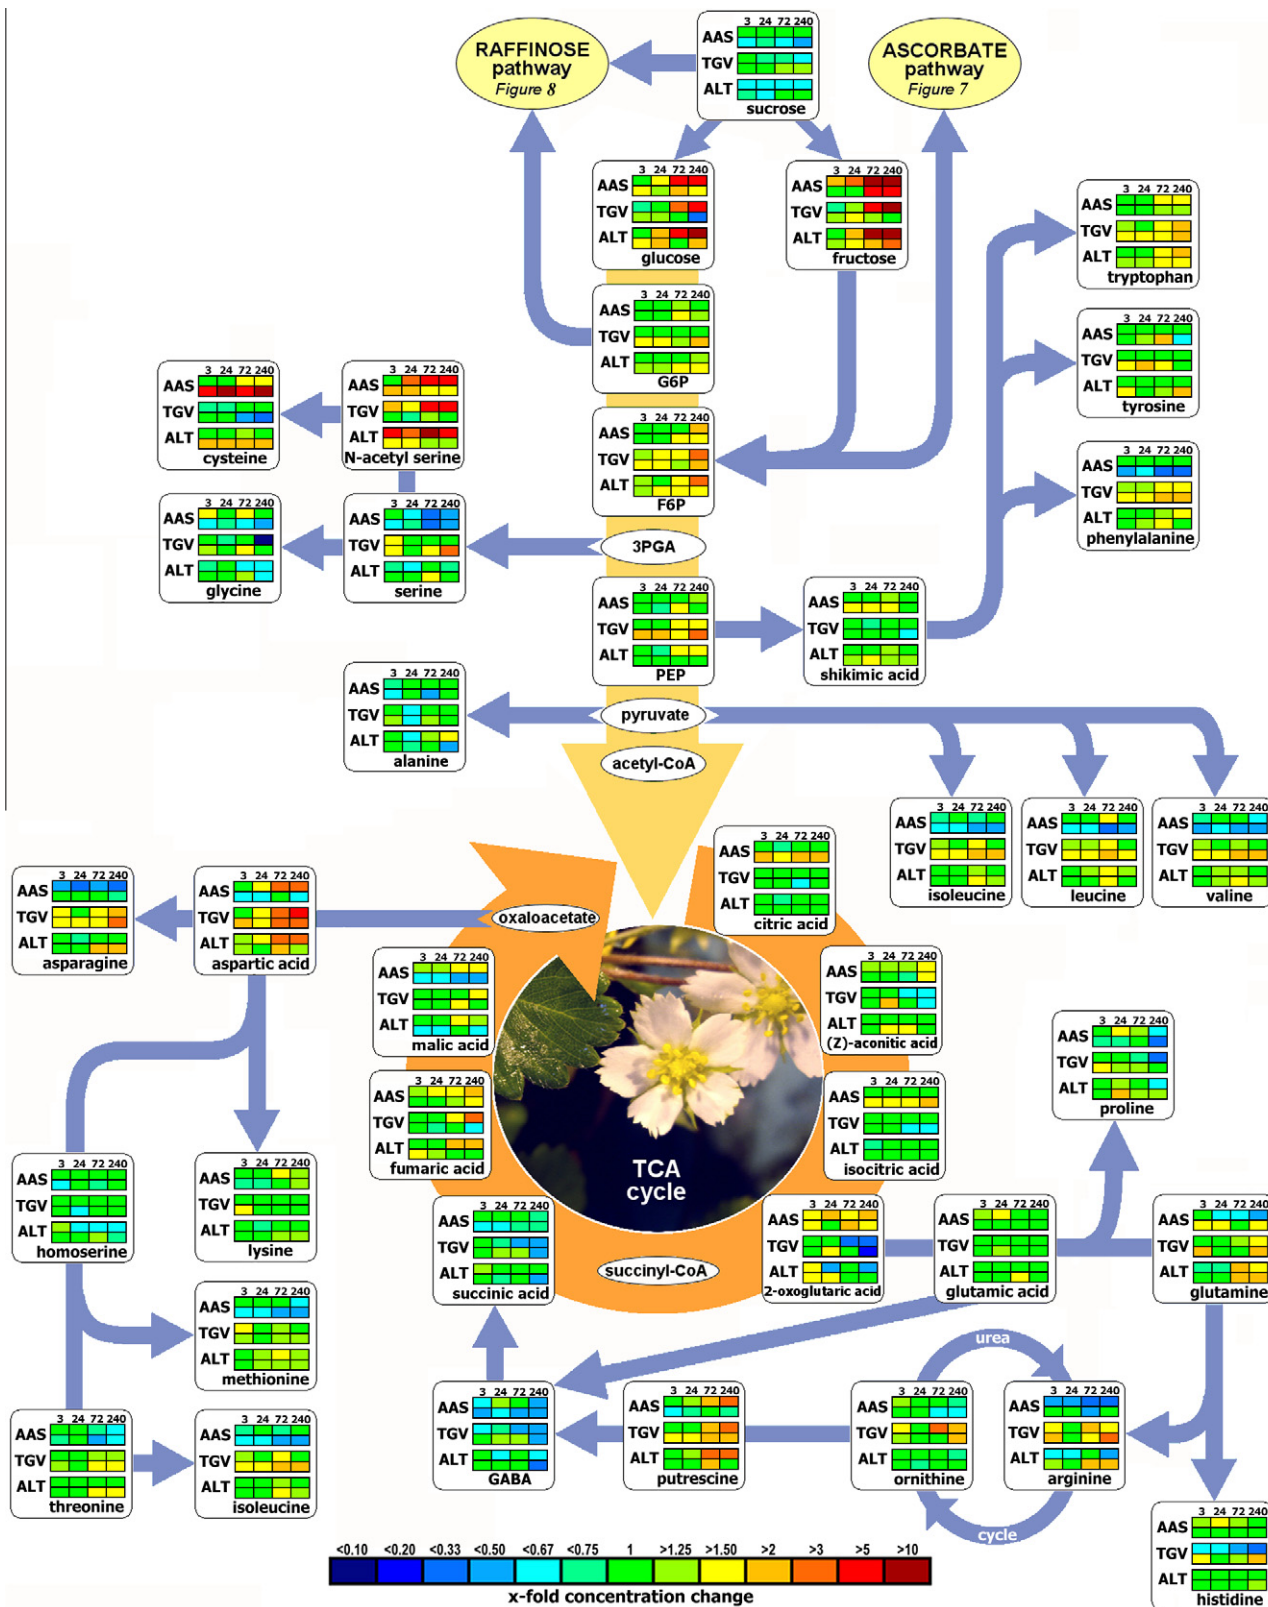 3 24 72 240
AAS
TGV
ALT
sucrose
RAFFINOSE
pathway
Figure 8
ASCORBATE
pathway
Figure 7
3 24 72 240
AAS
TGV
ALT
glucose
3 24 72 240
AAS
TGV
ALT
fructose
3 24 72 240
AAS
TGV
ALT
tryptophan
3 24 72 240
AAS
TGV
ALT
G6P
3 24 72 240
AAS
TGV
ALT
tyrosine
3 24 72 240
AAS
TGV
ALT
cysteine
3 24 72 240
AAS
TGV
ALT
N-acetyl serine
3 24 72 240
AAS
TGV
ALT
F6P
3 24 72 240
AAS
TGV
ALT
phenylalanine
3 24 72 240
AAS
TGV
ALT
glycine
3 24 72 240
AAS
TGV
ALT
serine
3PGA
3 24 72 240
AAS
TGV
ALT
PEP
3 24 72 240
AAS
TGV
ALT
shikimic acid
3 24 72 240
AAS
TGV
ALT
alanine
pyruvate
acetyl-CoA
3 24 72 240
AAS
TGV
ALT
isoleucine
3 24 72 240
AAS
TGV
ALT
leucine
3 24 72 240
AAS
TGV
ALT
valine
3 24 72 240
AAS
TGV
ALT
citric acid
3 24 72 240
AAS
TGV
ALT
asparagine
3 24 72 240
AAS
TGV
ALT
aspartic acid
oxaloacetate
3 24 72 240
AAS
TGV
ALT
malic acid
3 24 72 240
AAS
TGV
ALT
(Z)-aconitic acid
3 24 72 240
AAS
TGV
ALT
proline
3 24 72 240
AAS
TGV
ALT
fumaric acid
3 24 72 240
AAS
TGV
ALT
isocitric acid
TCA
cycle
3 24 72 240
AAS
TGV
ALT
homoserine
3 24 72 240
AAS
TGV
ALT
lysine
3 24 72 240
AAS
TGV
ALT
succinic acid
succinyl-CoA
3 24 72 240
AAS
TGV
ALT
2-oxoglutaric acid
3 24 72 240
AAS
TGV
ALT
glutamic acid
3 24 72 240
AAS
TGV
ALT
glutamine
3 24 72 240
AAS
TGV
ALT
methionine
3 24 72 240
AAS
TGV
ALT
threonine
3 24 72 240
AAS
TGV
ALT
isoleucine
3 24 72 240
AAS
TGV
ALT
GABA
3 24 72 240
AAS
TGV
ALT
putrescine
3 24 72 240
AAS
TGV
ALT
ornithine
urea
cycle
3 24 72 240
AAS
TGV
ALT
arginine
3 24 72 240
AAS
TGV
ALT
histidine
<0.10 <0.20 <0.33 <0.50 <0.67 <0.75 1 >1.25 >1.50 >2 >3 >5 >10
x-fold concentration change